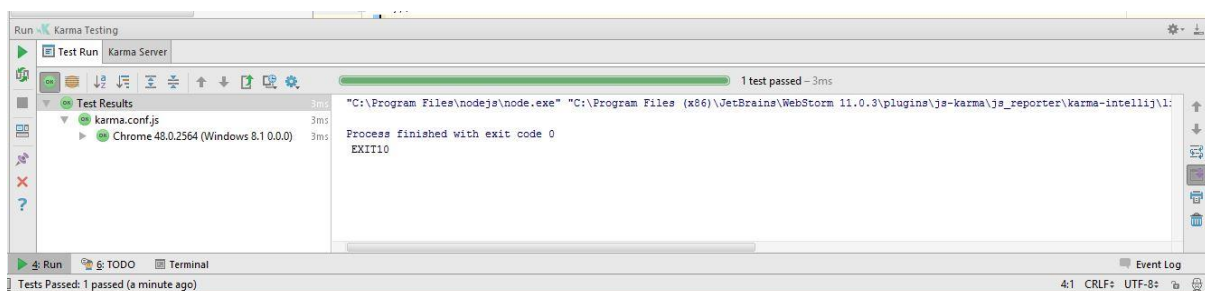 Run Karma Testing
Test Run Karma Server
1 test passed – 3ms
Test Results 3ms
karma.conf.js 3ms
Chrome 48.0.2564 (Windows 8.1 0.0.0) 3ms
"C:\Program Files\nodejs\node.exe" "C:\Program Files (x86)\JetBrains\WebStorm 11.0.3\plugins\js-karma\js_reporter\karma-intellij\l
Process finished with exit code 0
EXIT10
4: Run 6: TODO Terminal Event Log
Tests Passed: 1 passed (a minute ago) 4:1 CRLF UTF-8